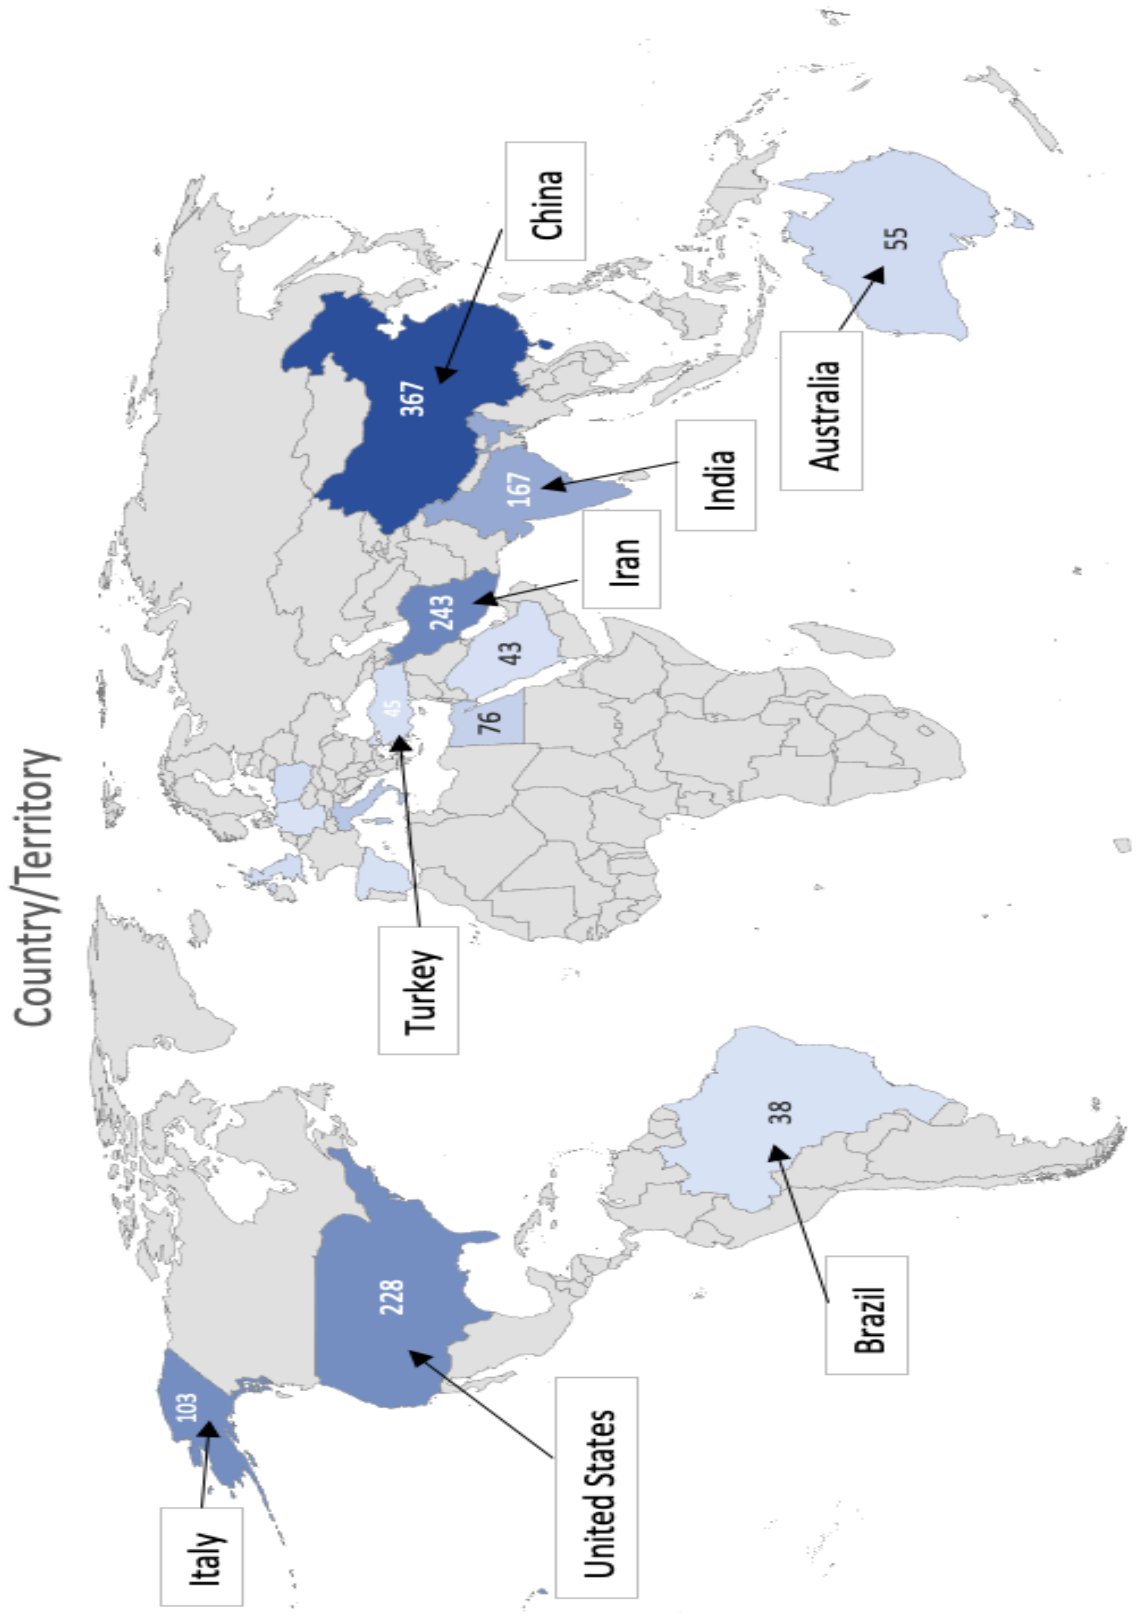 Country/Territory
Italy
103
United States
228
Brazil
38
Turkey
45
76
43
Iran
243
India
167
China
367
Australia
55